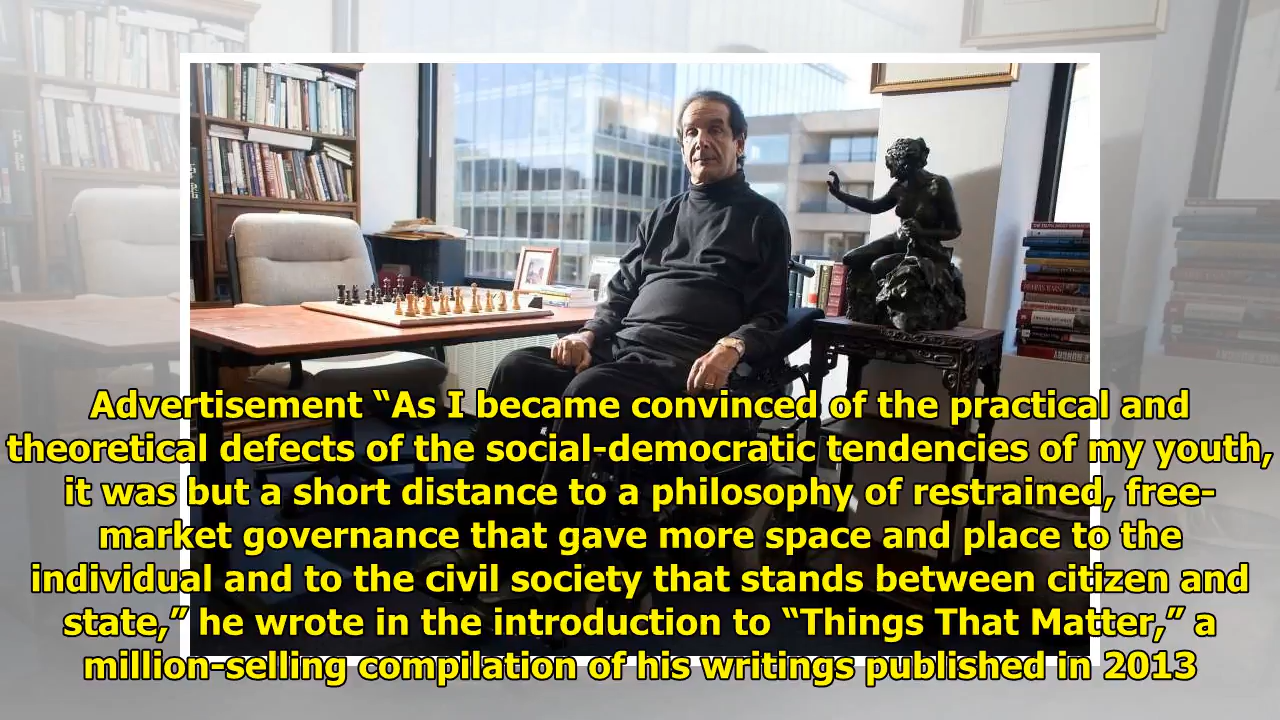 Advertisement “As I became convinced of the practical and
theoretical defects of the social-democratic tendencies of my youth,
it was but a short distance to a philosophy of restrained, free-
market governance that gave more space and place to the
individual and to the civil society that stands between citizen and
state,” he wrote in the introduction to “Things That Matter,” a
million-selling compilation of his writings published in 2013